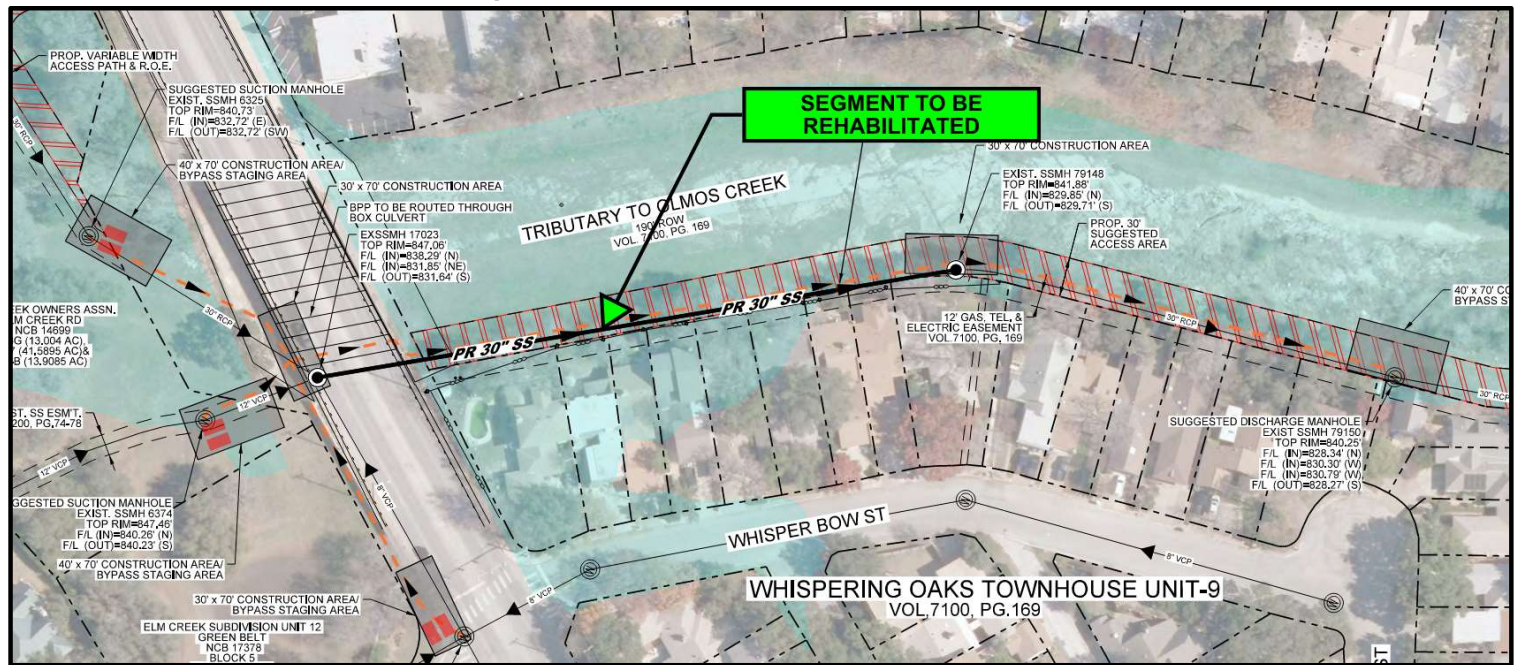 PROP. VARIABLE WIDTH
ACCESS PATH & R.O.E.
SUGGESTED SUCTION MANHOLE
EXIST. SSMH 6325
TOP RIM=840.73'
F/L (IN)=832.72' (E)
F/L (OUT)=832.72' (SW)
30" RCP
40' x 70' CONSTRUCTION AREA/
BYPASS STAGING AREA
30' x 70' CONSTRUCTION AREA
BPP TO BE ROUTED THROUGH
BOX CULVERT
EXSSMH 17023
TOP RIM=847.06'
F/L (IN)=838.29' (N)
F/L (IN)=831.85' (NE)
F/L (OUT)=831.64' (S)
SEGMENT TO BE
REHABILITATED
TRIBUTARY TO OLMOS CREEK
190' ROW
VOL. 7100, PG. 169
30' x 70' CONSTRUCTION AREA
EXIST. SSMH 79148
TOP RIM=841.88'
F/L (IN)=829.85' (N)
F/L (OUT)=829.71' (S)
PROP. 30'
SUGGESTED
ACCESS AREA
PR 30" SS
PR 30" SS
12' GAS, TEL, &
ELECTRIC EASEMENT
VOL.7100, PG. 169
30" RCP
40' x 70' CO
BYPASS S
30" RCP
EEK OWNERS ASSN.
M CREEK RD
NCB 14699
G (13.004 AC),
(41.5895 AC)&
B (13.9085 AC)
30" RCP
12" VCP
ST. SS ESM'T.
200, PG.74-78
12" VCP
UGGESTED SUCTION MANHOLE
EXIST. SSMH 6374
TOP RIM=847.46'
F/L (IN)=840.26' (N)
F/L (OUT)=840.23' (S)
40' x 70' CONSTRUCTION AREA/
BYPASS STAGING AREA
30' x 70' CONSTRUCTION AREA/
BYPASS STAGING AREA
ELM CREEK SUBDIVISION UNIT 12
GREEN BELT
NCB 17378
BLOCK 5
8" VCP
8" VCP
WHISPER BOW ST
8" VCP
SUGGESTED DISCHARGE MANHOLE
EXIST SSMH 79150
TOP RIM=840.25'
F/L (IN)=828.34' (N)
F/L (IN)=830.30' (W)
F/L (IN)=830.79' (W)
F/L (OUT)=828.27' (S)
WHISPERING OAKS TOWNHOUSE UNIT-9
VOL.7100, PG.169
ST